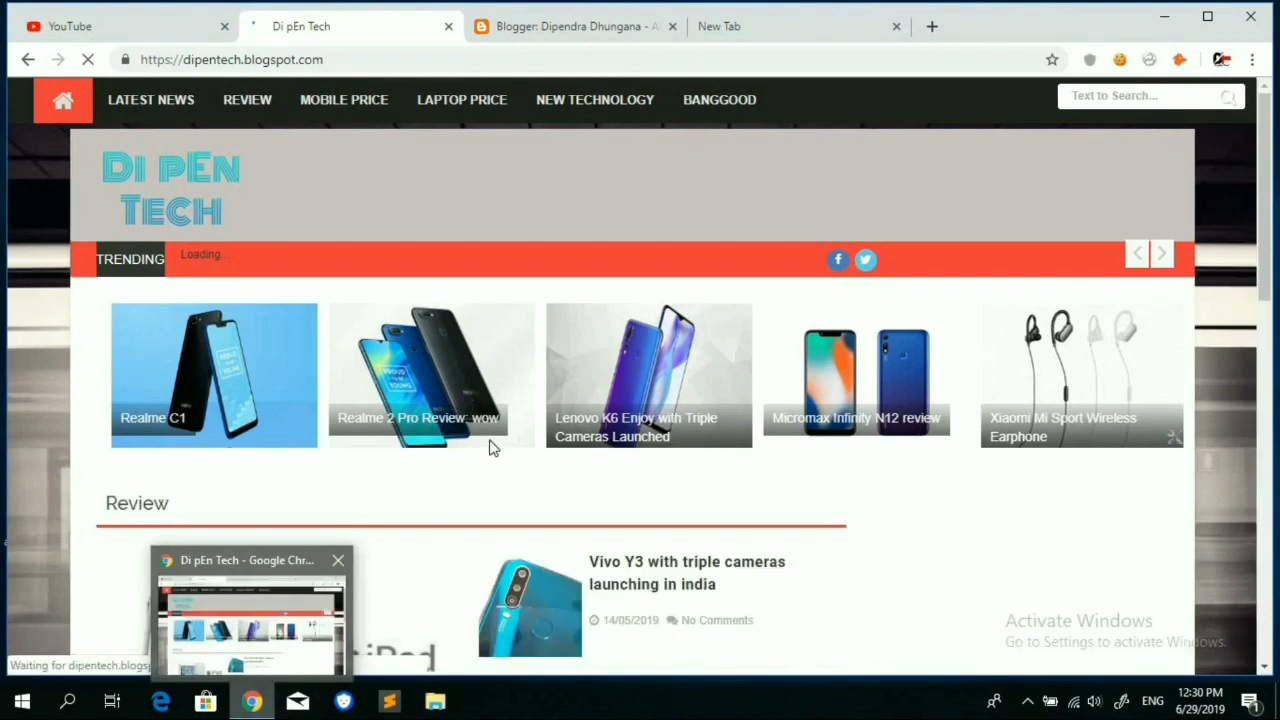 YouTube
Di pEn Tech
Blogger: Dipendra Dhungana - A
New Tab
https://dipentech.blogspot.com
LATEST NEWS
REVIEW
MOBILE PRICE
LAPTOP PRICE
NEW TECHNOLOGY
BANGGOOD
Text to Search...
Di pEn
Tech
TRENDING
Loading...
Realme C1
Realme 2 Pro Review: wow
Lenovo K6 Enjoy with Triple
Cameras Launched
Micromax Infinity N12 review
Xiaomi Mi Sport Wireless
Earphone
Review
Di pEn Tech - Google Chr...
Vivo Y3 with triple cameras
launching in india
14/05/2019 No Comments
iPod
Activate Windows
Go to Settings to activate Windows.
Waiting for dipentech.blogsp
ENG
12:30 PM
6/29/2019
1